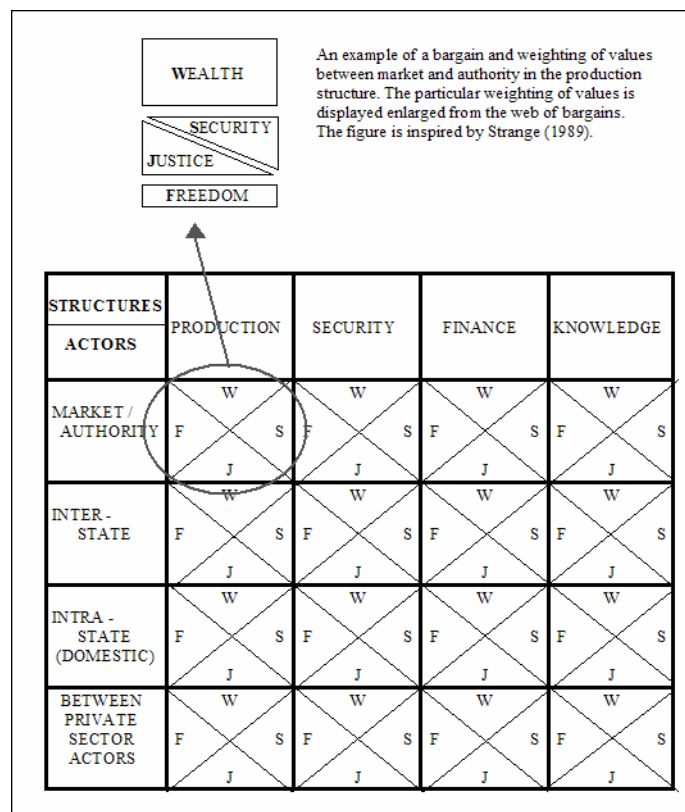 WEALTH
SECURITY
JUSTICE
FREEDOM
An example of a bargain and weighting of values
between market and authority in the production
structure. The particular weighting of values is
displayed enlarged from the web of bargains.
The figure is inspired by Strange (1989).
STRUCTURES
ACTORS
PRODUCTION
SECURITY
FINANCE
KNOWLEDGE
MARKET /
AUTHORITY
W
F S
J
W
F S
J
W
F S
J
W
F S
J
INTER -
STATE
W
F S
J
W
F S
J
W
F S
J
W
F S
J
INTRA -
STATE
(DOMESTIC)
W
F S
J
W
F S
J
W
F S
J
W
F S
J
BETWEEN
PRIVATE
SECTOR
ACTORS
W
F S
J
W
F S
J
W
F S
J
W
F S
J